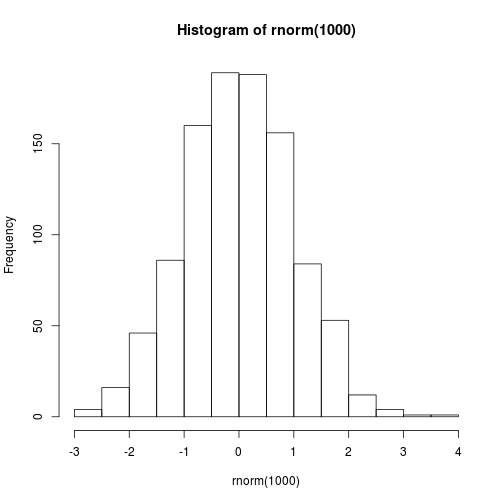 Histogram of rnorm(1000)
Frequency
150
100
50
0
-3 -2 -1 0 1 2 3 4
rnorm(1000)